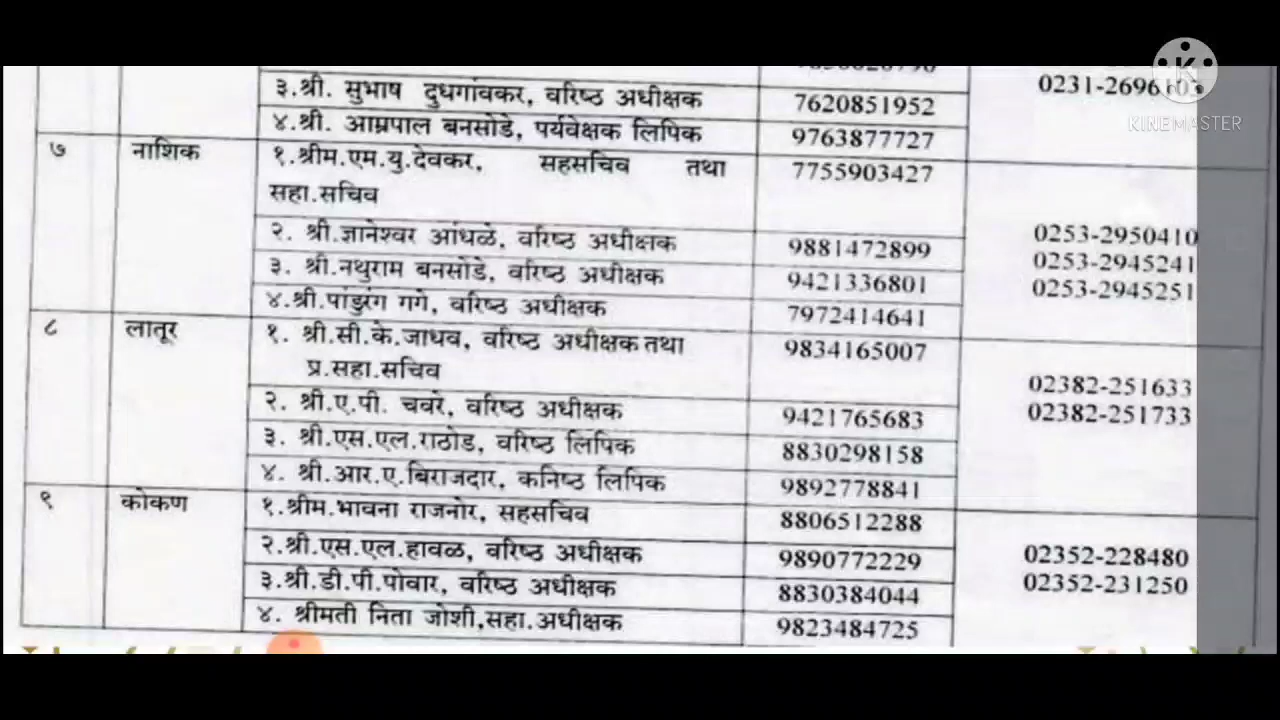 ३.श्री. सुभाष दुधगांवकर, वरिष्ठ अधीक्षक 7620851952
४.श्री. आम्रपाल बनसोडे, पर्यवेक्षक लिपिक 9763877727
७ नाशिक १.श्रीम.एम.यु.देवकर, सहसचिव तथा 7755903427
सहा.सचिव
२. श्री.ज्ञानेश्वर आंधळे, वरिष्ठ अधीक्षक 9881472899 0253-2950410
३. श्री.नथुराम बनसोडे, वरिष्ठ अधीक्षक 9421336801 0253-2945241
४.श्री.पांडुरंग गगे, वरिष्ठ अधीक्षक 7972414641 0253-2945251
८ लातूर १. श्री.सी.के.जाधव, वरिष्ठ अधीक्षक तथा 9834165007
प्र.सहा.सचिव 02382-251633
२. श्री.ए.पी. चवरे, वरिष्ठ अधीक्षक 9421765683 02382-251733
३. श्री.एस.एल.राठोड, वरिष्ठ लिपिक 8830298158
४. श्री.आर.ए.बिराजदार, कनिष्ठ लिपिक 9892778841
९ कोकण १.श्रीम.भावना राजनोर, सहसचिव 8806512288
२.श्री.एस.एल.हावळ, वरिष्ठ अधीक्षक 9890772229 02352-228480
३.श्री.डी.पी.पोवार, वरिष्ठ अधीक्षक 8830384044 02352-231250
४. श्रीमती निता जोशी,सहा.अधीक्षक 9823484725
KINEMASTER